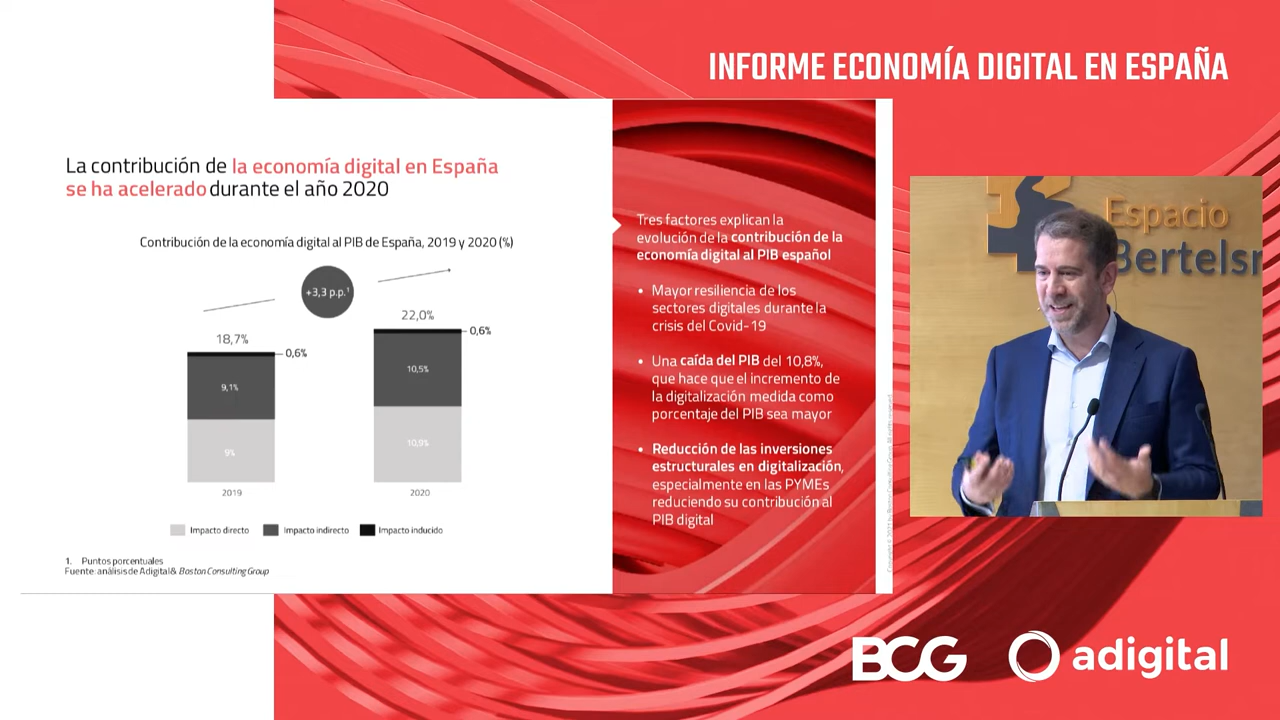 INFORME ECONOMÍA DIGITAL EN ESPAÑA
La contribución de la economía digital en España
se ha acelerado durante el año 2020
Contribución de la economía digital al PIB de España, 2019 y 2020 (%)
+3,3 p.p.¹
18,7%
0,6%
9,1%
9%
2019
22,0%
0,6%
10,5%
10,9%
2020
Impacto directo
Impacto indirecto
Impacto inducido
1. Puntos porcentuales
Fuente: análisis de Adigital & Boston Consulting Group
Tres factores explican la
evolución de la contribución de la
economía digital al PIB español
• Mayor resiliencia de los
sectores digitales durante la
crisis del Covid-19
• Una caída del PIB del 10,8%,
que hace que el incremento de
la digitalización medida como
porcentaje del PIB sea mayor
• Reducción de las inversiones
estructurales en digitalización,
especialmente en las PYMEs
reduciendo su contribución al
PIB digital
Espacio
Bertelsm
BCG
adigital